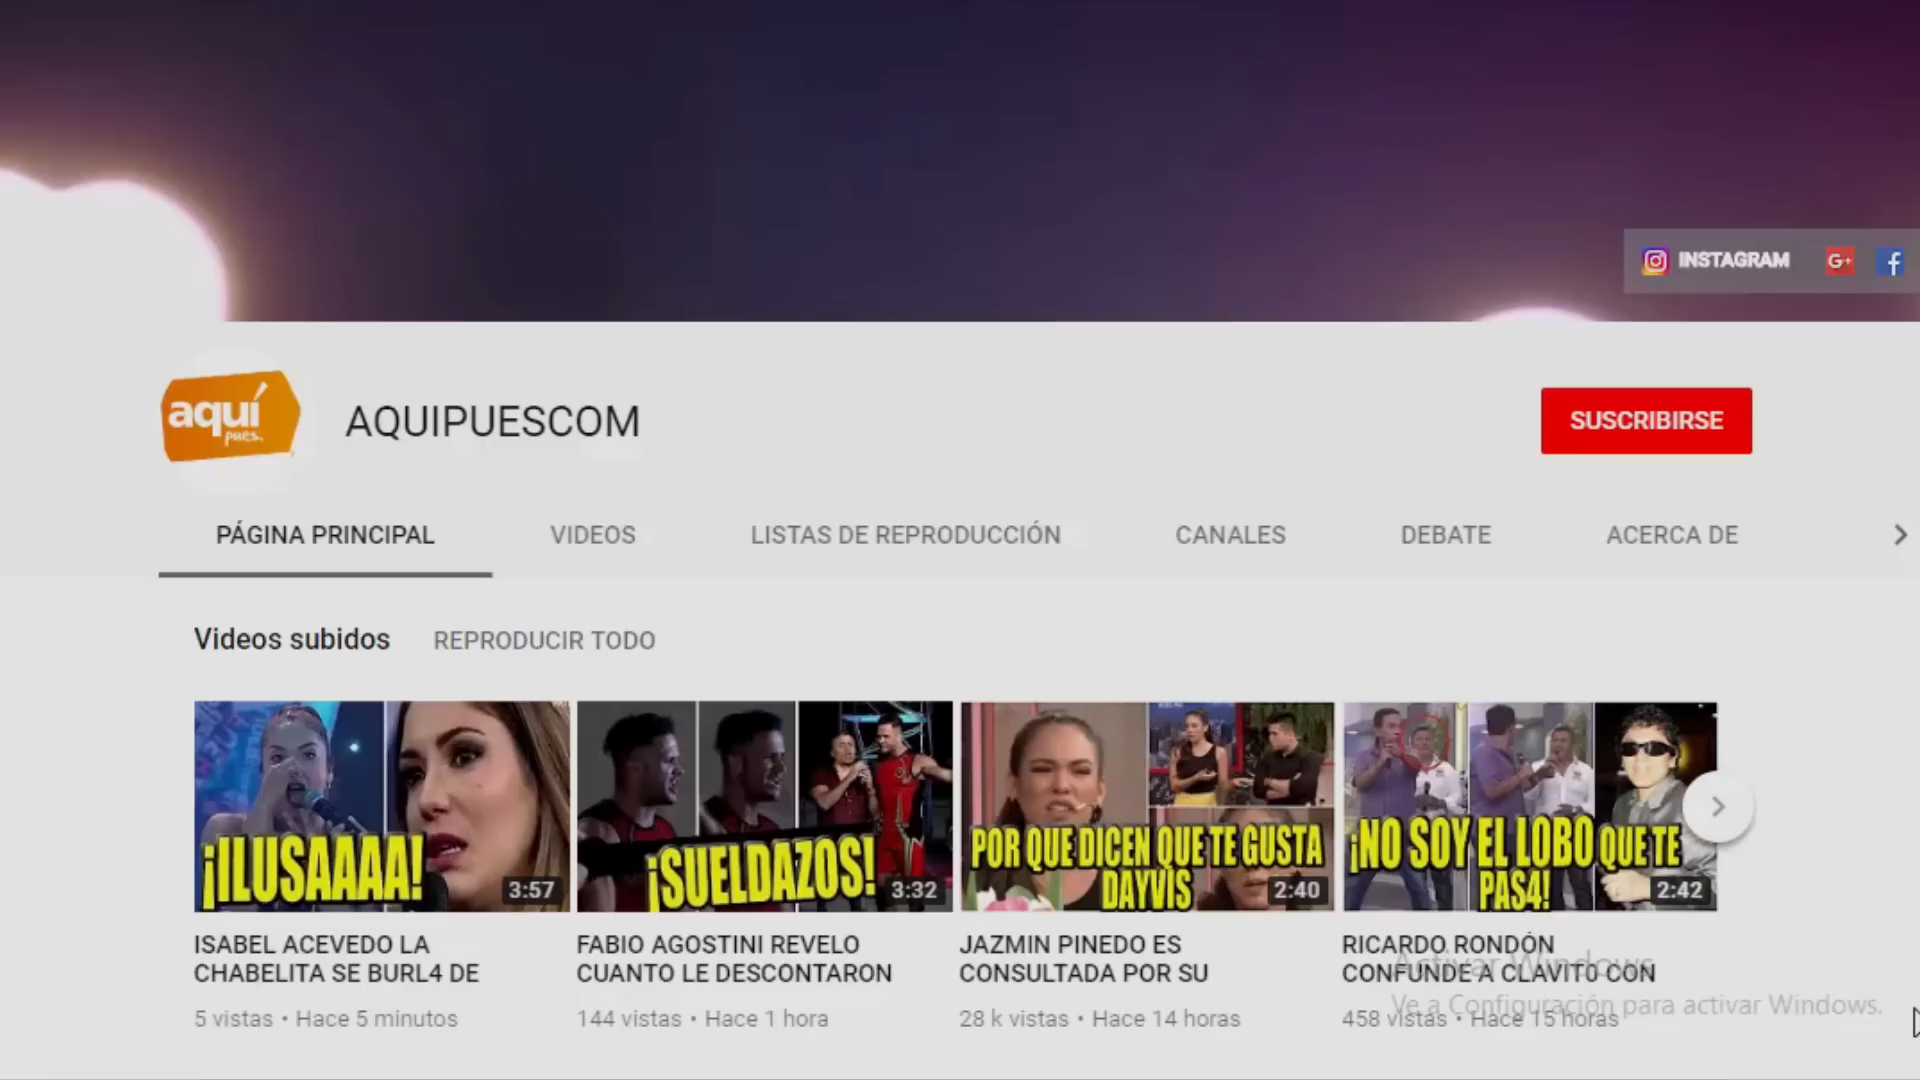 INSTAGRAM
G+
f
aquí
pues.
AQUIPUESCOM
SUSCRIBIRSE
PÁGINA PRINCIPAL
VIDEOS
LISTAS DE REPRODUCCIÓN
CANALES
DEBATE
ACERCA DE
Videos subidos
REPRODUCIR TODO
¡ILUSAAAA!
3:57
¡SUELDAZOS!
3:32
POR QUE DICEN QUE TE GUSTA
DAYVIS
2:40
¡NO SOY EL LOBO QUE TE
PAS4!
2:42
ISABEL ACEVEDO LA
CHABELITA SE BURL4 DE
5 vistas • Hace 5 minutos
FABIO AGOSTINI REVELO
CUANTO LE DESCONTARON
144 vistas • Hace 1 hora
JAZMIN PINEDO ES
CONSULTADA POR SU
28 k vistas • Hace 14 horas
RICARDO RONDÓN
CONFUNDE A CLAVIT0 CON
458 vistas • Hace 15 horas
Activar Windows
Ve a Configuración para activar Windows.